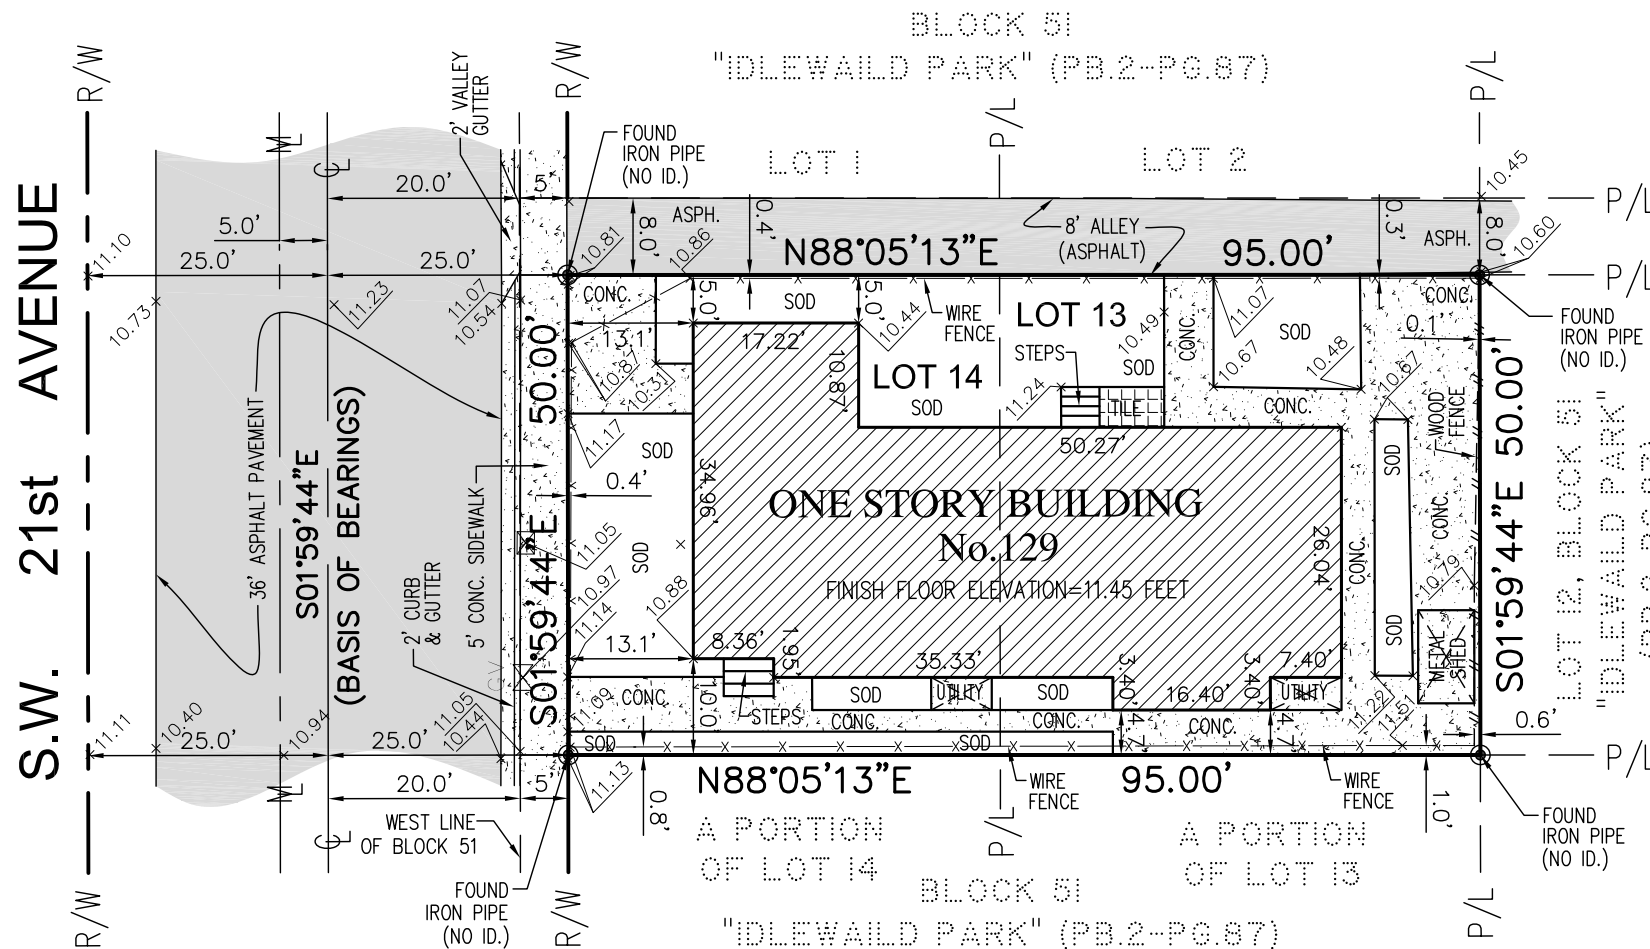 BLOCK 51
"IDLEWAILD PARK" (PB.2-PG.87)
R/W
R/W
P/L
P/L
2' VALLEY
GUTTER
FOUND
IRON PIPE
(NO ID.)
LOT 1
LOT 2
10.45
P/L
20.0'
5'
5.0'
ASPH.
8.0'
0.4'
8' ALLEY
(ASPHALT)
0.3'
ASPH.
8.0'
10.60
10.81
10.86
N88°05'13"E
95.00'
11.10
25.0'
25.0'
P/L
10.73
11.23
11.07
10.54
CONC.
5.0'
SOD
5.0'
10.44
WIRE
FENCE
LOT 13
10.49
CONC.
11.07
SOD
CONC.
0.1'
FOUND
IRON PIPE
(NO ID.)
13.1'
17.22'
10.87
10.31
10.87'
STEPS
SOD
10.67
10.48
10.67
LOT 14
SOD
11.24
TILE
CONC.
WOOD
FENCE
S.W. 21st AVENUE
36' ASPHALT PAVEMENT
S01°59'44"E
(BASIS OF BEARINGS)
5' CONC. SIDEWALK
S01°59'44"E 50.00'
11.17
SOD
0.4'
34.96'
50.27'
ONE STORY BUILDING
No.129
FINISH FLOOR ELEVATION=11.45 FEET
26.04'
CONC.
SOD
SOD
CONC.
S01°59'44"E 50.00'
LOT 12, BLOCK 51
"IDLEWAILD PARK"
11.05
SOD
10.97
11.14
10.88
10.79
METAL
SHED
2' CURB
& GUTTER
13.1'
8.36'
1.95'
35.33'
3.40'
3.40'
7.40'
GV
CONC.
10.0'
STEPS
SOD
UTILITY
SOD
16.40'
UTILITY
11.09
CONC.
CONC.
4.7'
CONC.
4.7'
11.22
11.51
0.6'
11.11
10.40
10.94
11.05
10.44
25.0'
25.0'
SOD
SOD
P/L
11.13
N88°05'13"E
95.00'
WIRE
FENCE
WIRE
FENCE
20.0'
5'
0.8'
1.0'
M
L
C
L
M
L
C
L
WEST LINE
OF BLOCK 51
A PORTION
OF LOT 14
P/L
A PORTION
OF LOT 13
FOUND
IRON PIPE
(NO ID.)
FOUND
IRON PIPE
(NO ID.)
R/W
R/W
P/L
BLOCK 51
"IDLEWAILD PARK" (PB.2-PG.87)